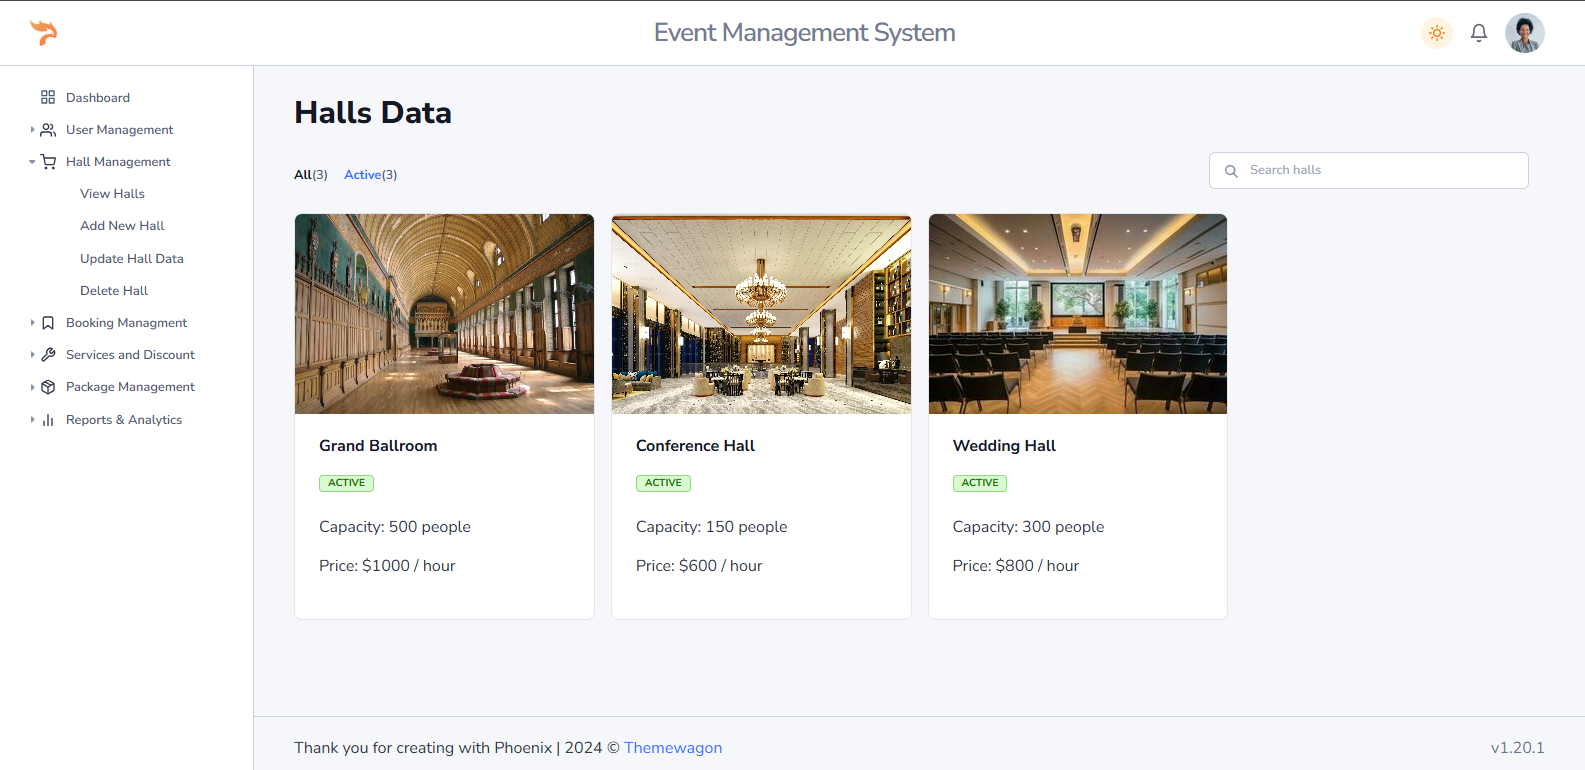 Event Management System
Dashboard
User Management
Hall Management
View Halls
Add New Hall
Update Hall Data
Delete Hall
Booking Managment
Services and Discount
Package Management
Reports & Analytics
Halls Data
All(3) Active(3)
Search halls
Grand Ballroom
ACTIVE
Capacity: 500 people
Price: $1000 / hour
Conference Hall
ACTIVE
Capacity: 150 people
Price: $600 / hour
Wedding Hall
ACTIVE
Capacity: 300 people
Price: $800 / hour
Thank you for creating with Phoenix | 2024 © Themewagon
v1.20.1